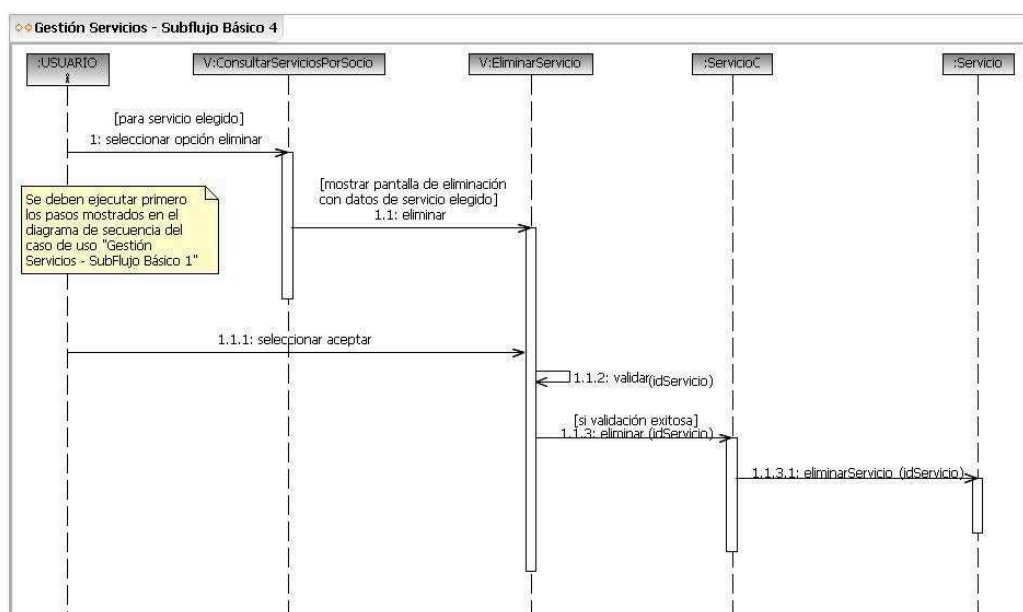 Gestión Servicios - Subflujo Básico 4
:USUARIO
V:ConsultarServiciosPorSocio
V:EliminarServicio
:ServicioC
:Servicio
[para servicio elegido]
1: seleccionar opción eliminar
Se deben ejecutar primero
los pasos mostrados en el
diagrama de secuencia del
caso de uso "Gestión
Servicios - SubFlujo Básico 1"
[mostrar pantalla de eliminación
con datos de servicio elegido]
1.1: eliminar
1.1.1: seleccionar aceptar
1.1.2: validar(idServicio)
[si validación exitosa]
1.1.3: eliminar (idServicio)
1.1.3.1: eliminarServicio (idServicio)